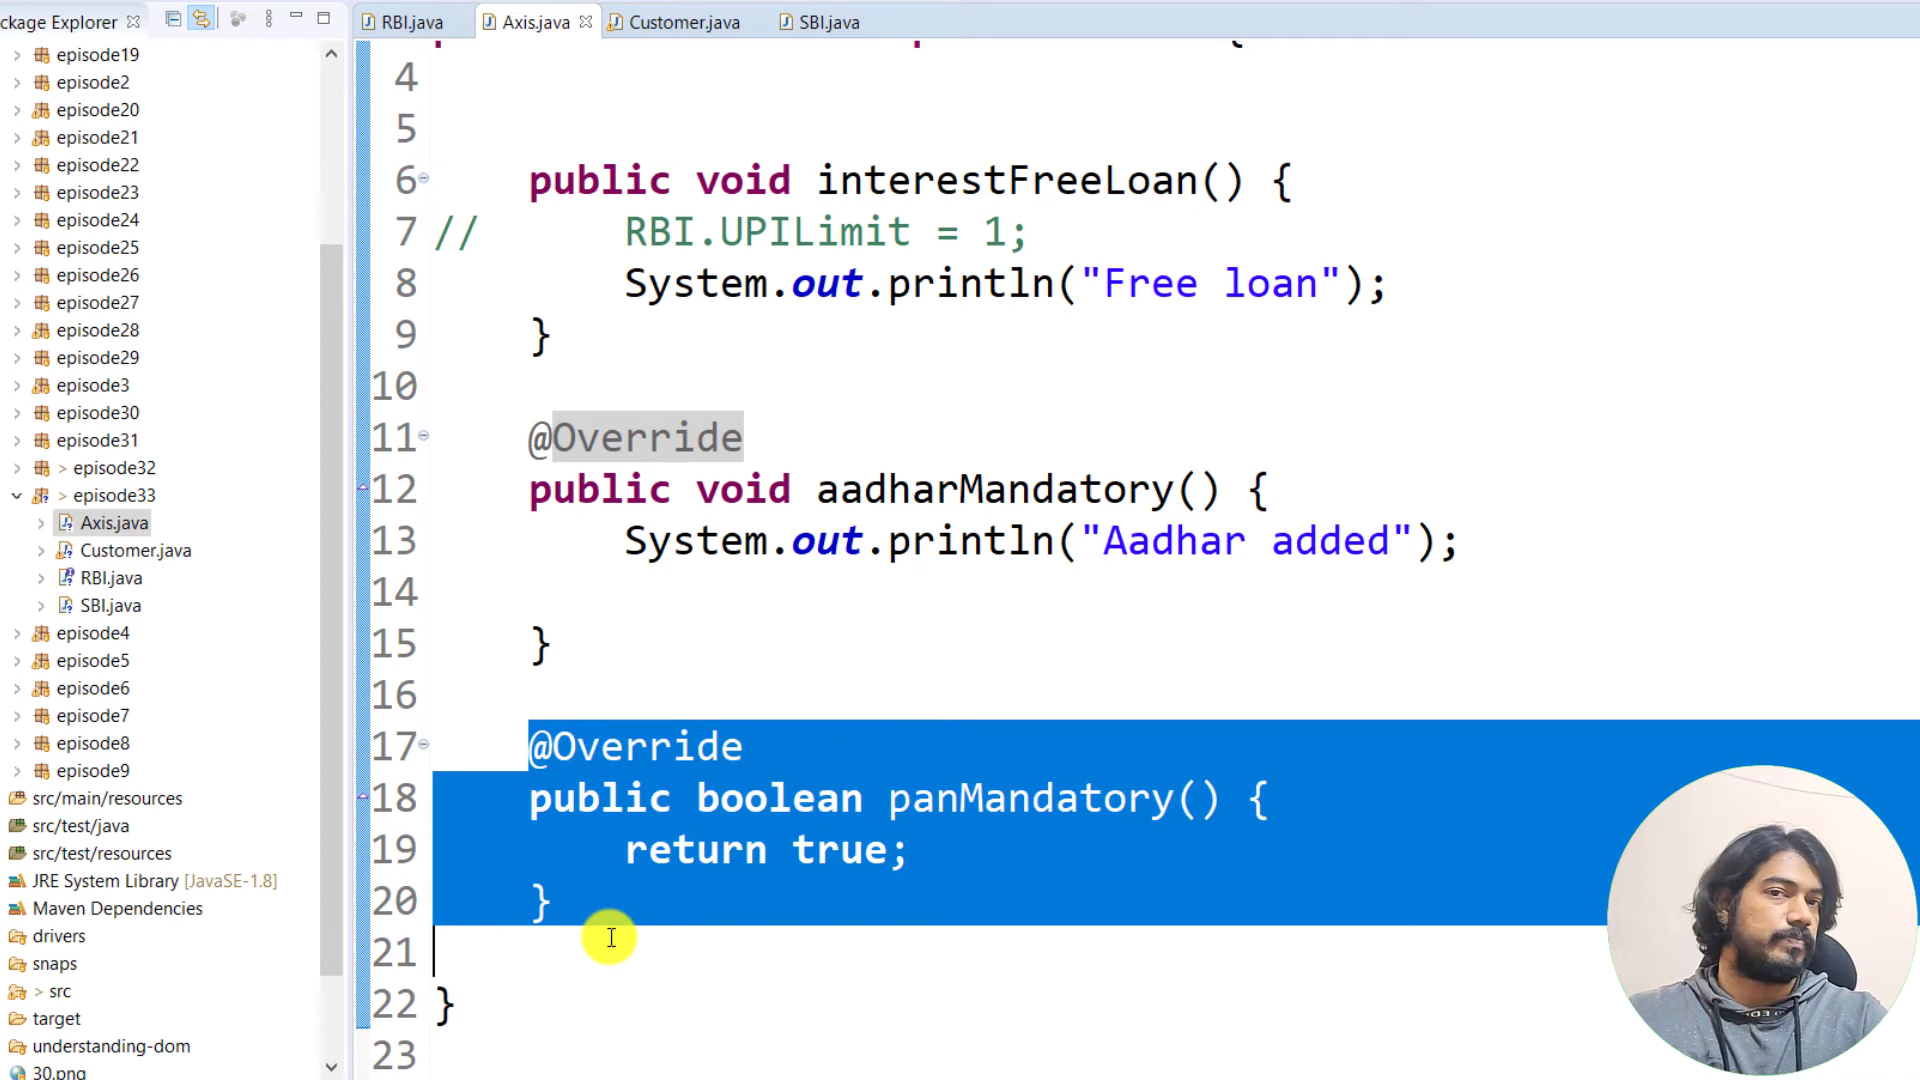 ckage Explorer
episode19
episode2
episode20
episode21
episode22
episode23
episode24
episode25
episode26
episode27
episode28
episode29
episode3
episode30
episode31
> episode32
> episode33
Axis.java
Customer.java
RBI.java
SBI.java
episode4
episode5
episode6
episode7
episode8
episode9
src/main/resources
src/test/java
src/test/resources
JRE System Library [JavaSE-1.8]
Maven Dependencies
drivers
snaps
> src
target
understanding-dom
30.png
RBI.java
Axis.java
Customer.java
SBI.java
4
5
6 public void interestFreeLoan() {
7 // RBI.UPILimit = 1;
8 System.out.println("Free loan");
9 }
10
11 @Override
12 public void aadharMandatory() {
13 System.out.println("Aadhar added");
14
15 }
16
17 @Override
18 public boolean panMandatory() {
19 return true;
20 }
21
22 }
23